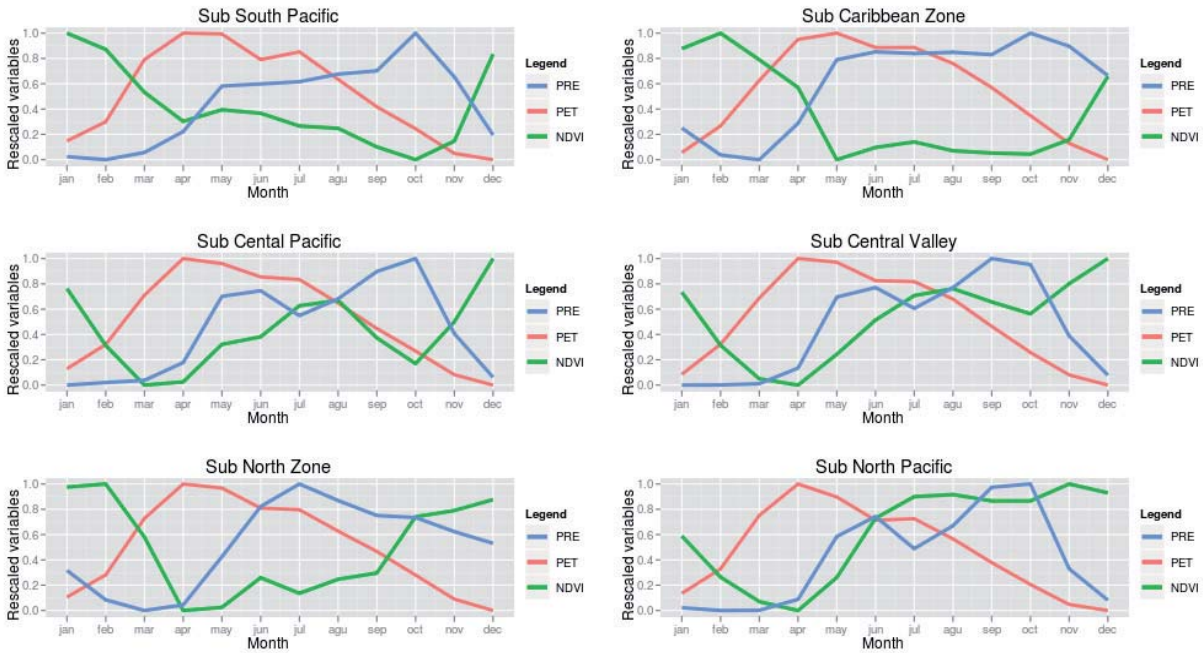 Sub South Pacific
Rescaled variables
1.0
0.8
0.6
0.4
0.2
0.0
jan feb mar apr may jun jul agu sep oct nov dec
Month
Legend
PRE
PET
NDVI
Sub Caribbean Zone
Rescaled variables
1.0
0.8
0.6
0.4
0.2
0.0
jan feb mar apr may jun jul agu sep oct nov dec
Month
Legend
PRE
PET
NDVI
Sub Cental Pacific
Rescaled variables
1.0
0.8
0.6
0.4
0.2
0.0
jan feb mar apr may jun jul agu sep oct nov dec
Month
Legend
PRE
PET
NDVI
Sub Central Valley
Rescaled variables
1.0
0.8
0.6
0.4
0.2
0.0
jan feb mar apr may jun jul agu sep oct nov dec
Month
Legend
PRE
PET
NDVI
Sub North Zone
Rescaled variables
1.0
0.8
0.6
0.4
0.2
0.0
jan feb mar apr may jun jul agu sep oct nov dec
Month
Legend
PRE
PET
NDVI
Sub North Pacific
Rescaled variables
1.0
0.8
0.6
0.4
0.2
0.0
jan feb mar apr may jun jul agu sep oct nov dec
Month
Legend
PRE
PET
NDVI